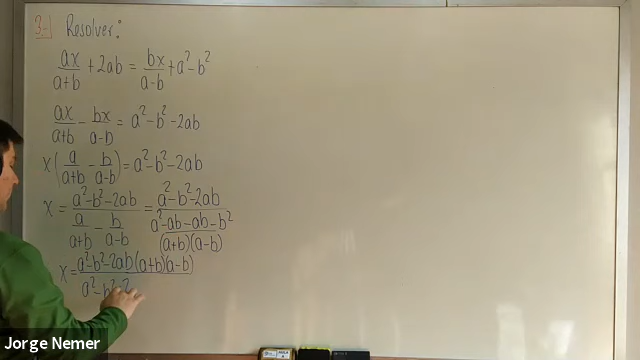 3.- Resolver:
ax/(a+b) + 2ab = bx/(a-b) + a²-b²
ax/(a+b) - bx/(a-b) = a²-b²-2ab
x(a/(a+b) - b/(a-b)) = a²-b²-2ab
x = (a²-b²-2ab)/(a/(a+b) - b/(a-b)) = (a²-b²-2ab)/((a²-ab-ab-b²)/((a+b)(a-b)))
x = a²-b²-2ab(a+b)(a-b)/(a²-b²-2
Jorge Nemer